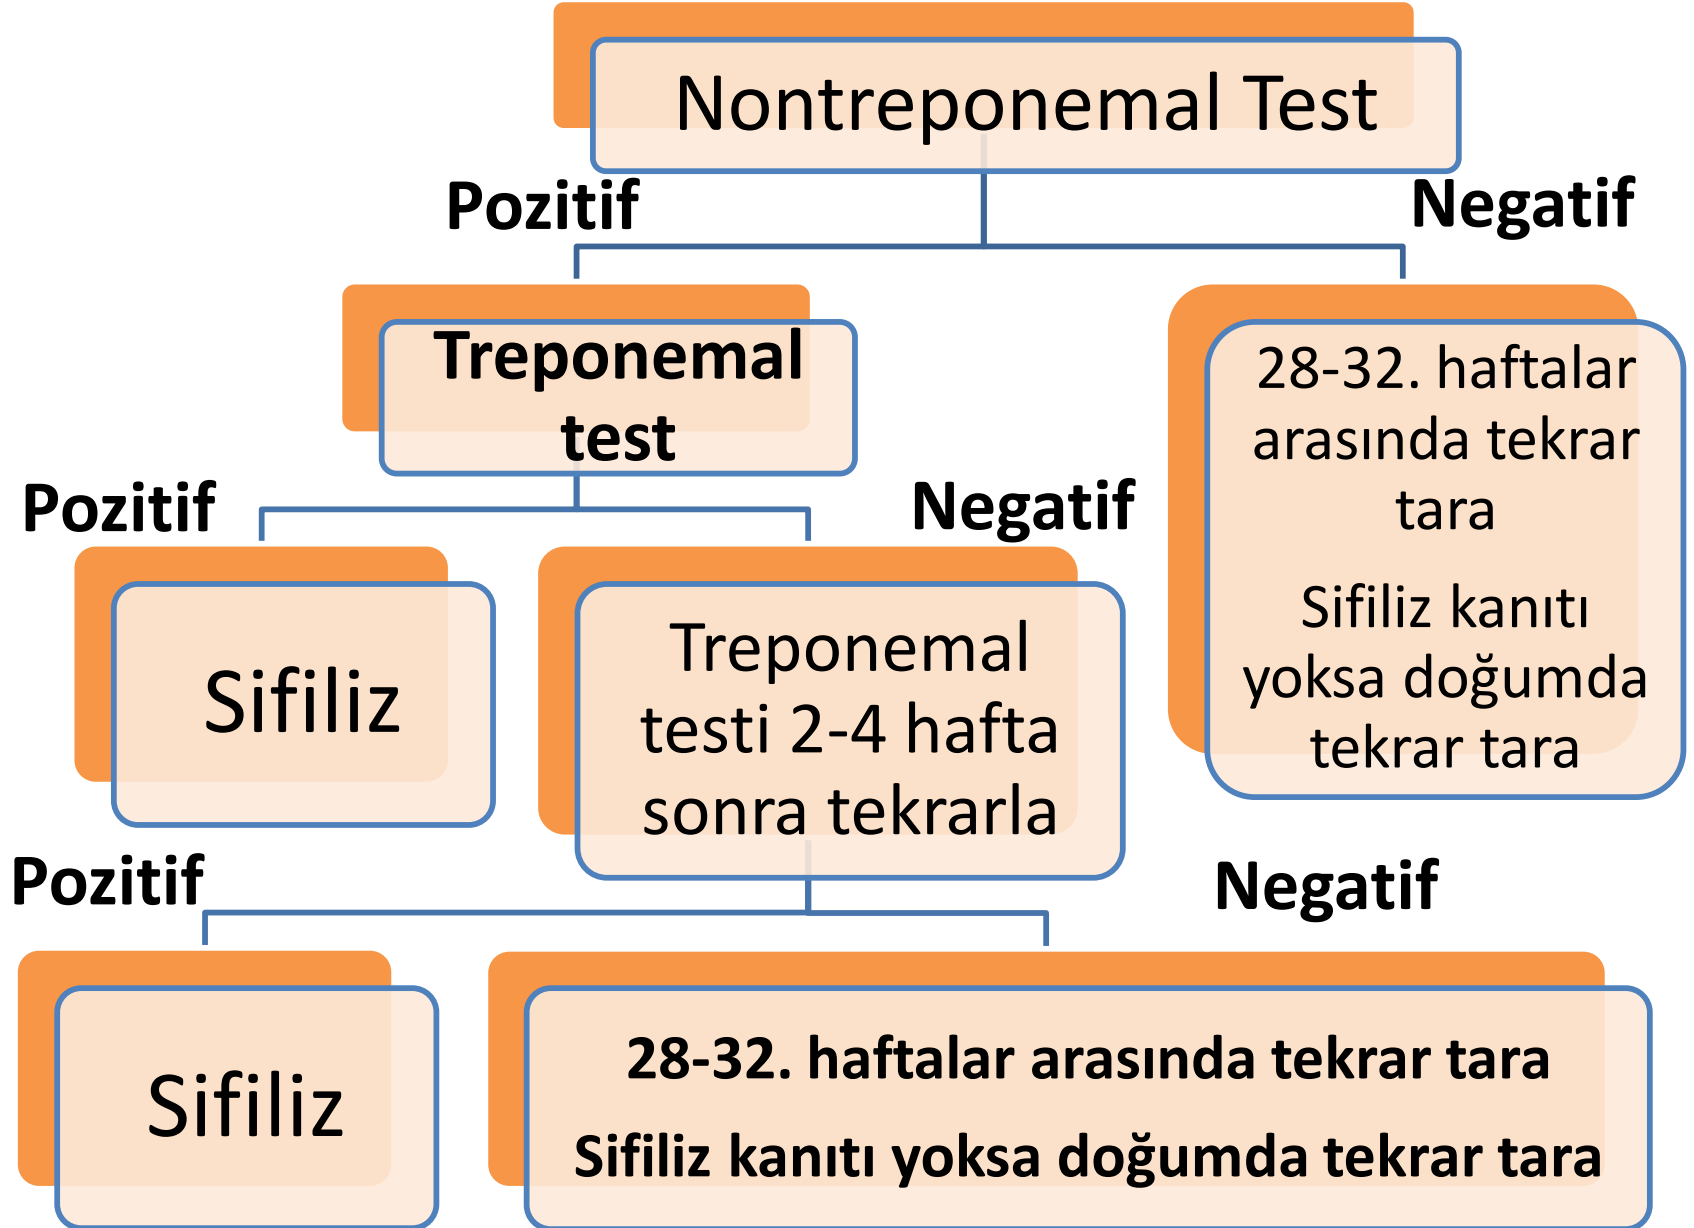 Nontreponemal Test
Pozitif
Negatif
Treponemal
test
28-32. haftalar
arasında tekrar
tara
Sifiliz kanıtı
yoksa doğumda
tekrar tara
Pozitif
Negatif
Sifiliz
Treponemal
testi 2-4 hafta
sonra tekrarla
Pozitif
Negatif
Sifiliz
28-32. haftalar arasında tekrar tara
Sifiliz kanıtı yoksa doğumda tekrar tara